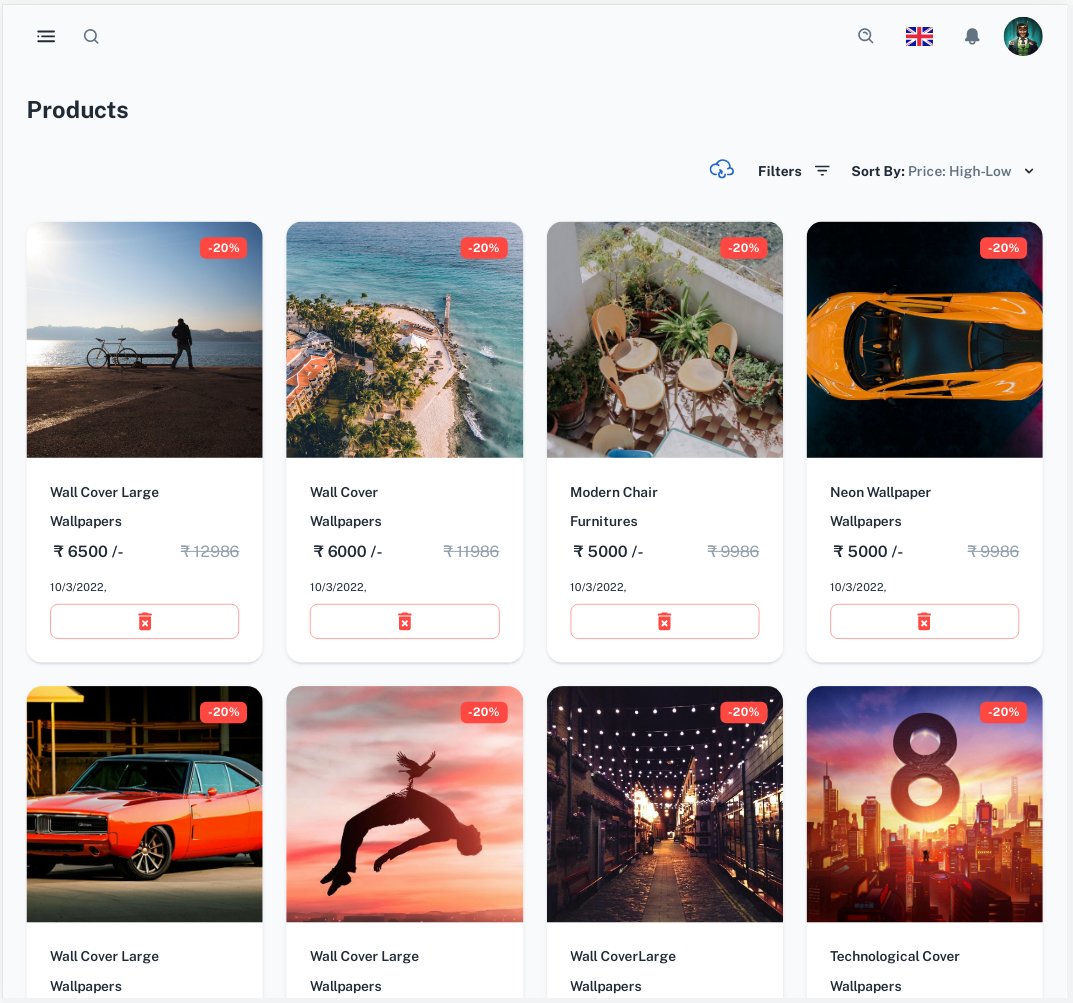 Products
Filters
Sort By: Price: High-Low
-20%
-20%
-20%
-20%
Wall Cover Large
Wallpapers
₹ 6500 /-
₹ 12986
10/3/2022,
Wall Cover
Wallpapers
₹ 6000 /-
₹ 11986
10/3/2022,
Modern Chair
Furnitures
₹ 5000 /-
₹ 9986
10/3/2022,
Neon Wallpaper
Wallpapers
₹ 5000 /-
₹ 9986
10/3/2022,
-20%
-20%
-20%
-20%
8
Wall Cover Large
Wallpapers
Wall Cover Large
Wallpapers
Wall CoverLarge
Wallpapers
Technological Cover
Wallpapers